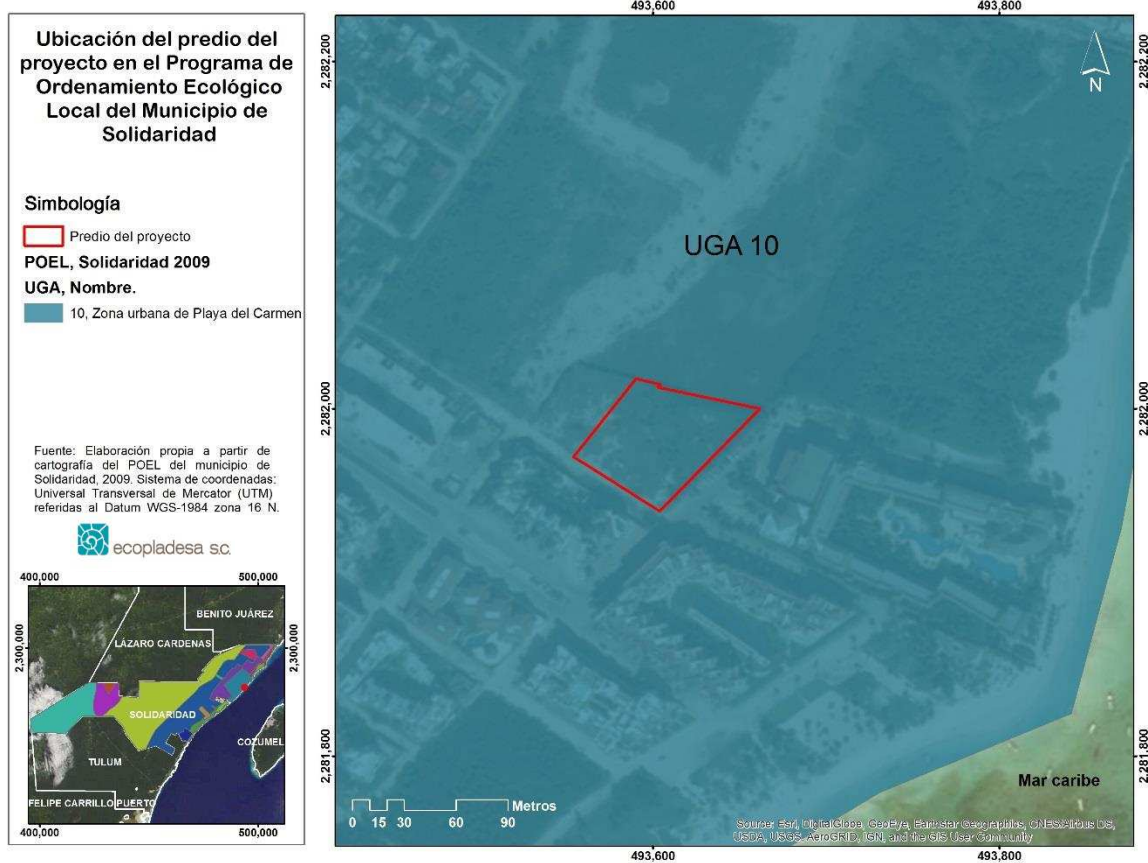 Ubicación del predio del
proyecto en el Programa de
Ordenamiento Ecológico
Local del Municipio de
Solidaridad
Simbología
Predio del proyecto
POEL, Solidaridad 2009
UGA, Nombre.
10, Zona urbana de Playa del Carmen
Fuente: Elaboración propia a partir de
cartografía del POEL del municipio de
Solidaridad, 2009. Sistema de coordenadas:
Universal Transversal de Mercator (UTM)
referidas al Datum WGS-1984 zona 16 N.
ecopladesa s.c.
400,000
500,000
BENITO JUÁREZ
LÁZARO CARDENAS
2,300,000
2,300,000
SOLIDARIDAD
COZUMEL
TULUM
FELIPE CARRILLO PUERTO
400,000
500,000
493,600
493,800
2,282,200
2,282,200
N
UGA 10
2,282,000
2,282,000
2,281,800
2,281,800
Mar caribe
Metros
0 15 30 60 90
Source: Esri, DigitalGlobe, GeoEye, Earthstar Geographics, CNES/Airbus DS,
USDA, USGS, AeroGRID, IGN, and the GIS User Community
493,600
493,800